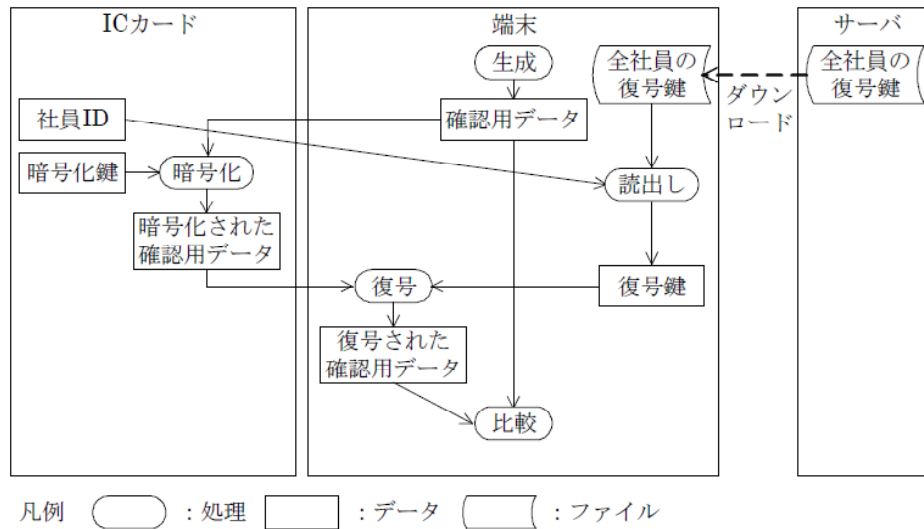 ICカード
端末
サーバ
生成
全社員の
復号鍵
全社員の
復号鍵
ダウン
ロード
社員ID
確認用データ
暗号化鍵
暗号化
読出し
暗号化された
確認用データ
復号
復号鍵
復号された
確認用データ
比較
凡例 :処理 :データ :ファイル